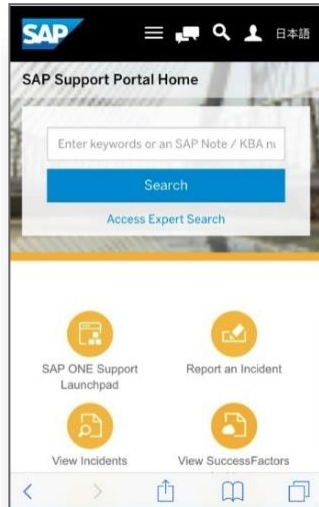 SAP
日本語
SAP Support Portal Home
Enter keywords or an SAP Note / KBA nu
Search
Access Expert Search
SAP ONE Support
Launchpad
Report an Incident
View Incidents
View SuccessFactors